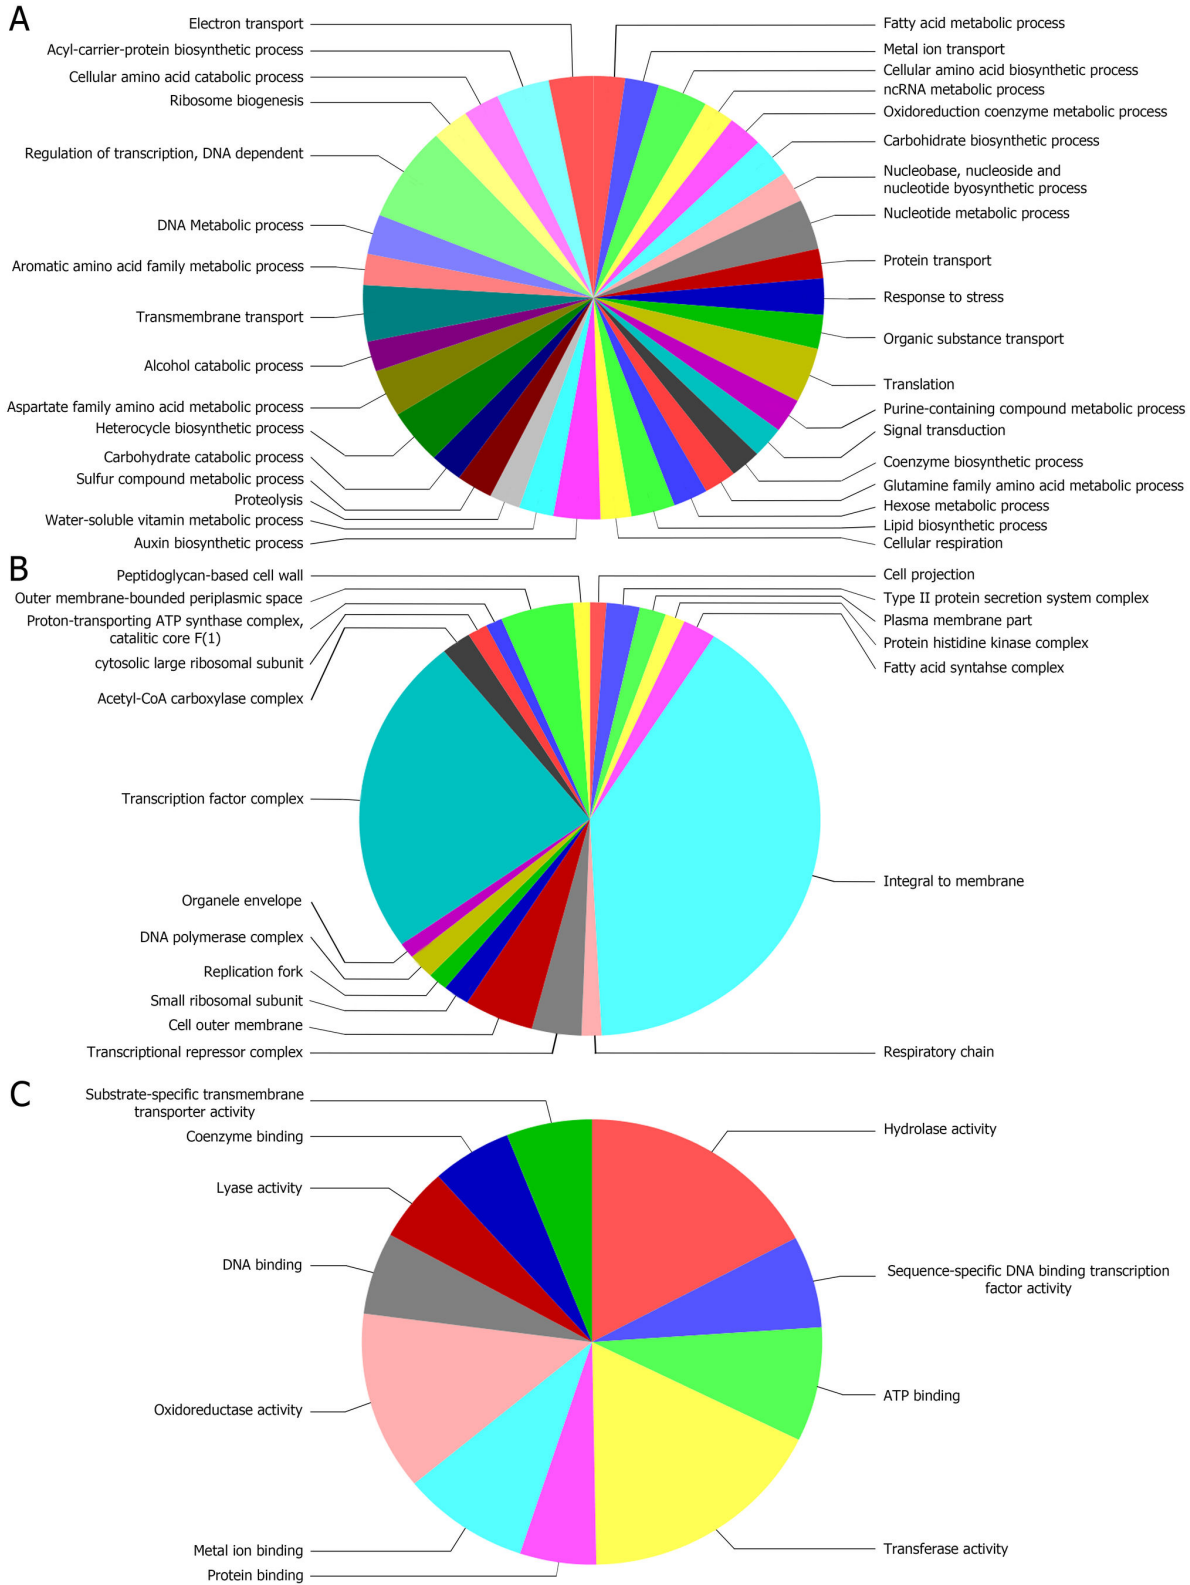 A
Electron transport
Acyl-carrier-protein biosynthetic process
Cellular amino acid catabolic process
Ribosome biogenesis
Regulation of transcription, DNA dependent
DNA Metabolic process
Aromatic amino acid family metabolic process
Transmembrane transport
Alcohol catabolic process
Aspartate family amino acid metabolic process
Heterocycle biosynthetic process
Carbohydrate catabolic process
Sulfur compound metabolic process
Proteolysis
Water-soluble vitamin metabolic process
Auxin biosynthetic process
Fatty acid metabolic process
Metal ion transport
Cellular amino acid biosynthetic process
ncRNA metabolic process
Oxidoreduction coenzyme metabolic process
Carbohidrate biosynthetic process
Nucleobase, nucleoside and
nucleotide byosynthetic process
Nucleotide metabolic process
Protein transport
Response to stress
Organic substance transport
Translation
Purine-containing compound metabolic process
Signal transduction
Coenzyme biosynthetic process
Glutamine family amino acid metabolic process
Hexose metabolic process
Lipid biosynthetic process
Cellular respiration
B
Peptidoglycan-based cell wall
Outer membrane-bounded periplasmic space
Proton-transporting ATP synthase complex,
catalitic core F(1)
cytosolic large ribosomal subunit
Acetyl-CoA carboxylase complex
Transcription factor complex
Organele envelope
DNA polymerase complex
Replication fork
Small ribosomal subunit
Cell outer membrane
Transcriptional repressor complex
Cell projection
Type II protein secretion system complex
Plasma membrane part
Protein histidine kinase complex
Fatty acid syntahse complex
Integral to membrane
Respiratory chain
C
Substrate-specific transmembrane
transporter activity
Coenzyme binding
Lyase activity
DNA binding
Oxidoreductase activity
Metal ion binding
Protein binding
Hydrolase activity
Sequence-specific DNA binding transcription
factor activity
ATP binding
Transferase activity